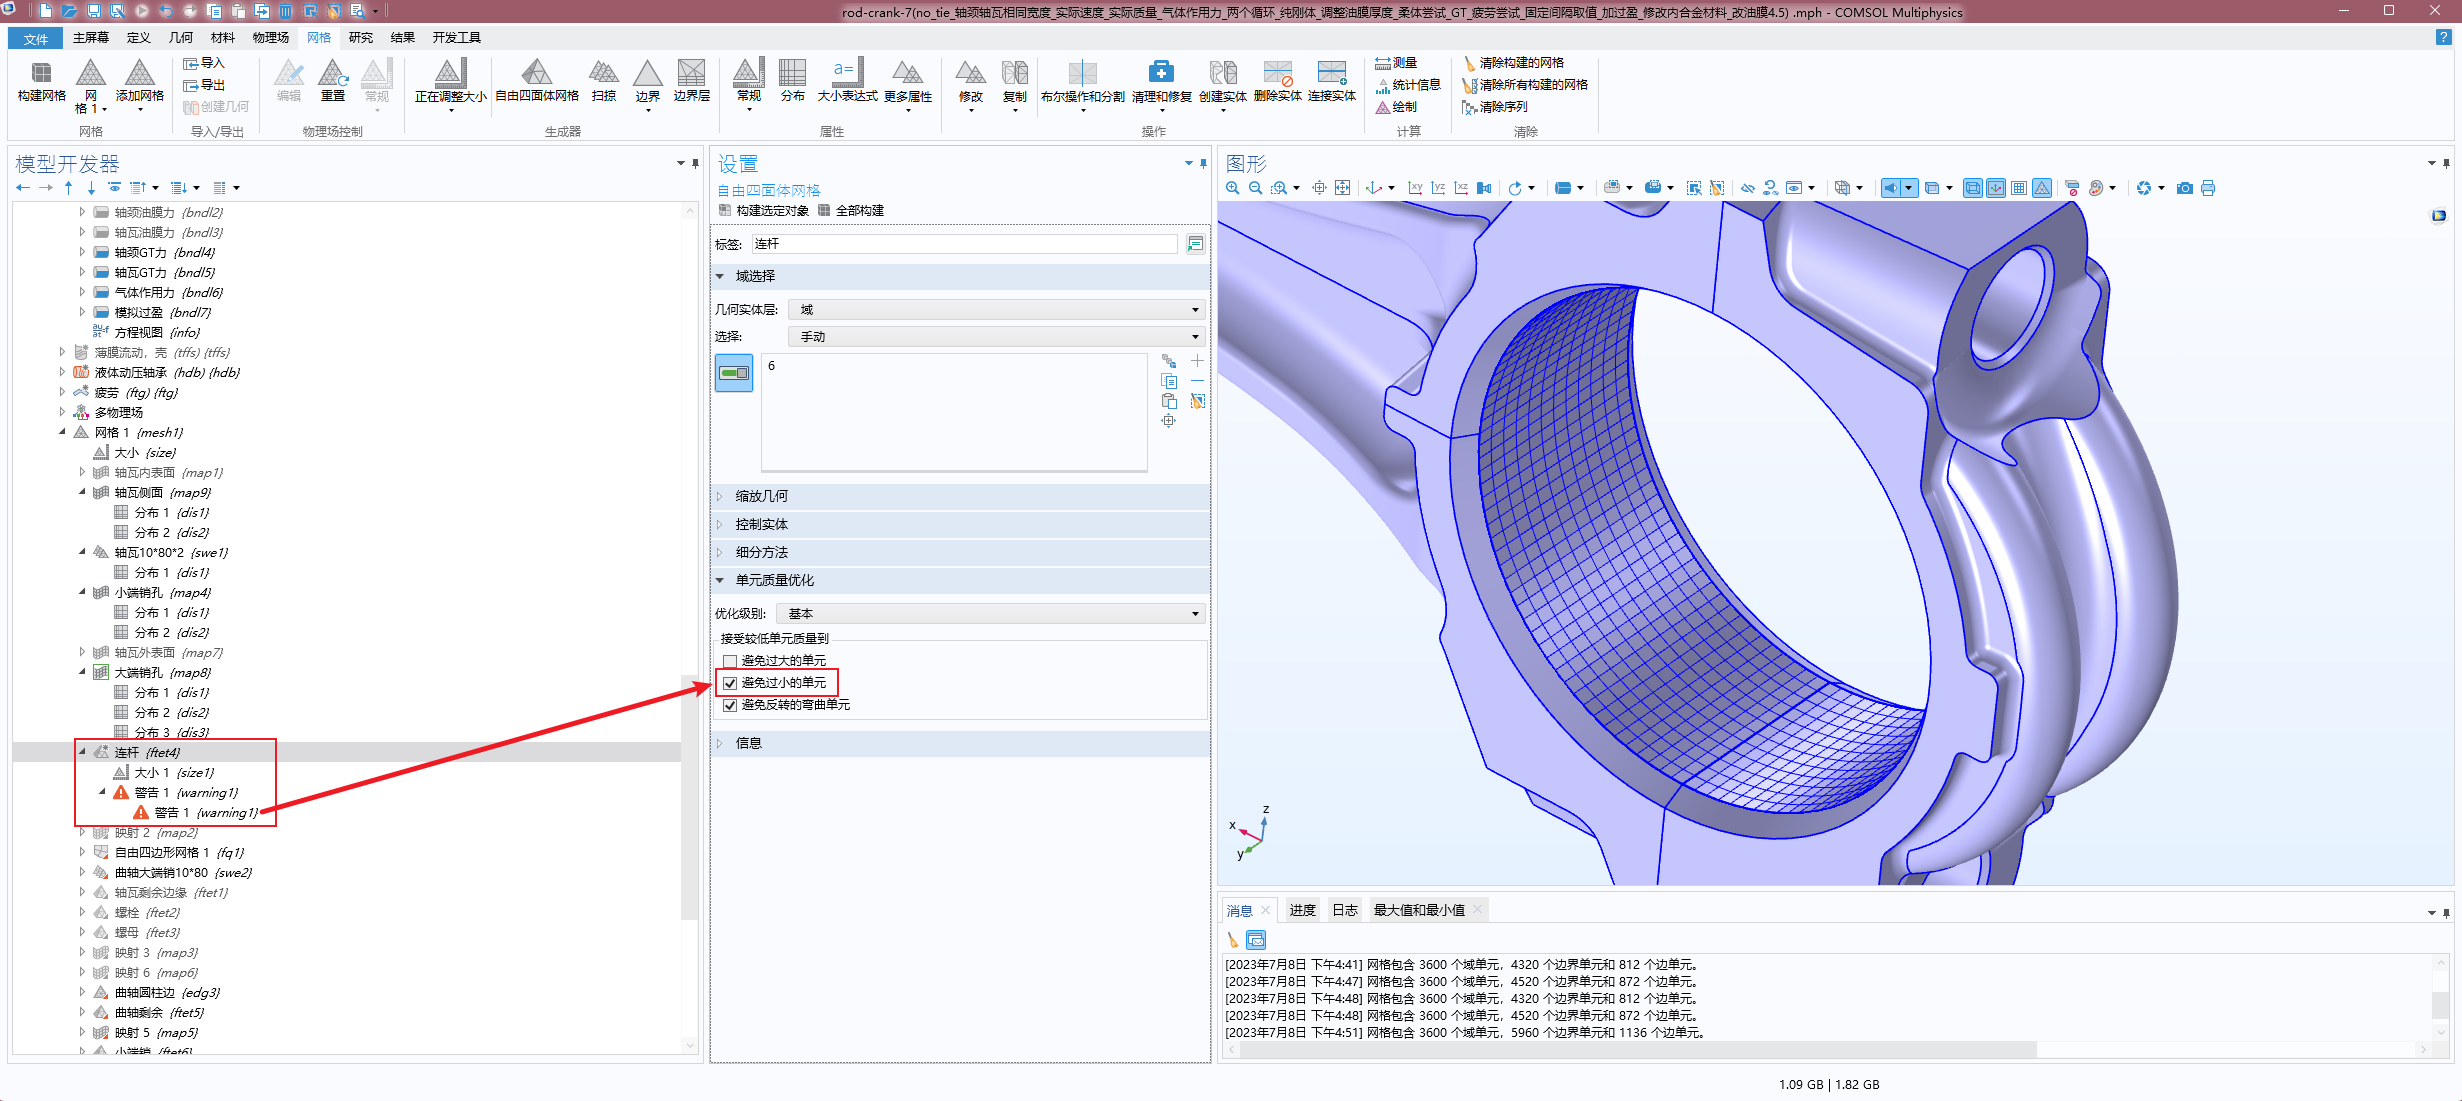 rod-crank-7(no_tie_轴颈轴瓦相同宽度_实际速度_实际质量_气体作用力_两个循环_纯刚体_调整油膜厚度_柔体尝试_GT_疲劳尝试_固定间隔取值_加过盈_修改内合金材料_改油膜4.5) .mph - COMSOL Multiphysics
文件 主屏幕 定义 几何 材料 物理场 网格 研究 结果 开发工具
构建网格 网格 1 添加网格
导入
导出
创建几何
编辑 重置 常规
正在调整大小 自由四面体网格 扫掠 边界 边界层
常规 分布 大小表达式 更多属性
修改 复制 布尔操作和分割 清理和修复 创建实体 删除实体 连接实体
测量
统计信息
绘制
清除构建的网格
清除所有构建的网格
清除序列
网格 导入/导出 物理场控制 生成器 属性 操作 计算 清除
模型开发器
轴颈油膜力 (bndl2)
轴瓦油膜力 (bndl3)
轴颈GT力 (bndl4)
轴瓦GT力 (bndl5)
气体作用力 (bndl6)
模拟过盈 (bndl7)
方程视图 {info}
薄膜流动，壳 (tffs) {tffs}
液体动压轴承 (hdb) {hdb}
疲劳 (ftg) {ftg}
多物理场
网格 1 {mesh1}
大小 {size}
轴瓦内表面 {map1}
轴瓦侧面 {map9}
分布 1 {dis1}
分布 2 {dis2}
轴瓦10*80*2 {swe1}
分布 1 {dis1}
小端销孔 {map4}
分布 1 {dis1}
分布 2 {dis2}
轴瓦外表面 {map7}
大端销孔 {map8}
分布 1 {dis1}
分布 2 {dis2}
分布 3 {dis3}
连杆 {ftet4}
大小 1 {size1}
警告 1 {warning1}
警告 1 {warning1}
映射 2 {map2}
自由四边形网格 1 {fq1}
曲轴大端销10*80 {swe2}
轴瓦剩余边缘 {ftet1}
螺栓 {ftet2}
螺母 {ftet3}
映射 3 {map3}
映射 6 {map6}
曲轴圆柱边 {edg3}
曲轴剩余 {ftet5}
映射 5 {map5}
小端销 {ftet6}
设置
自由四面体网格
构建选定对象 全部构建
标签: 连杆
域选择
几何实体层: 域
选择: 手动
6
缩放几何
控制实体
细分方法
单元质量优化
优化级别: 基本
接受较低单元质量到
避免过大的单元
避免过小的单元
避免反转的弯曲单元
信息
图形
xy yz xz
z
x
y
消息 进度 日志 最大值和最小值
[2023年7月8日 下午4:41] 网格包含 3600 个域单元，4320 个边界单元和 812 个边单元。
[2023年7月8日 下午4:47] 网格包含 3600 个域单元，4520 个边界单元和 872 个边单元。
[2023年7月8日 下午4:48] 网格包含 3600 个域单元，4320 个边界单元和 812 个边单元。
[2023年7月8日 下午4:48] 网格包含 3600 个域单元，4520 个边界单元和 872 个边单元。
[2023年7月8日 下午4:51] 网格包含 3600 个域单元，5960 个边界单元和 1136 个边单元。
1.09 GB | 1.82 GB